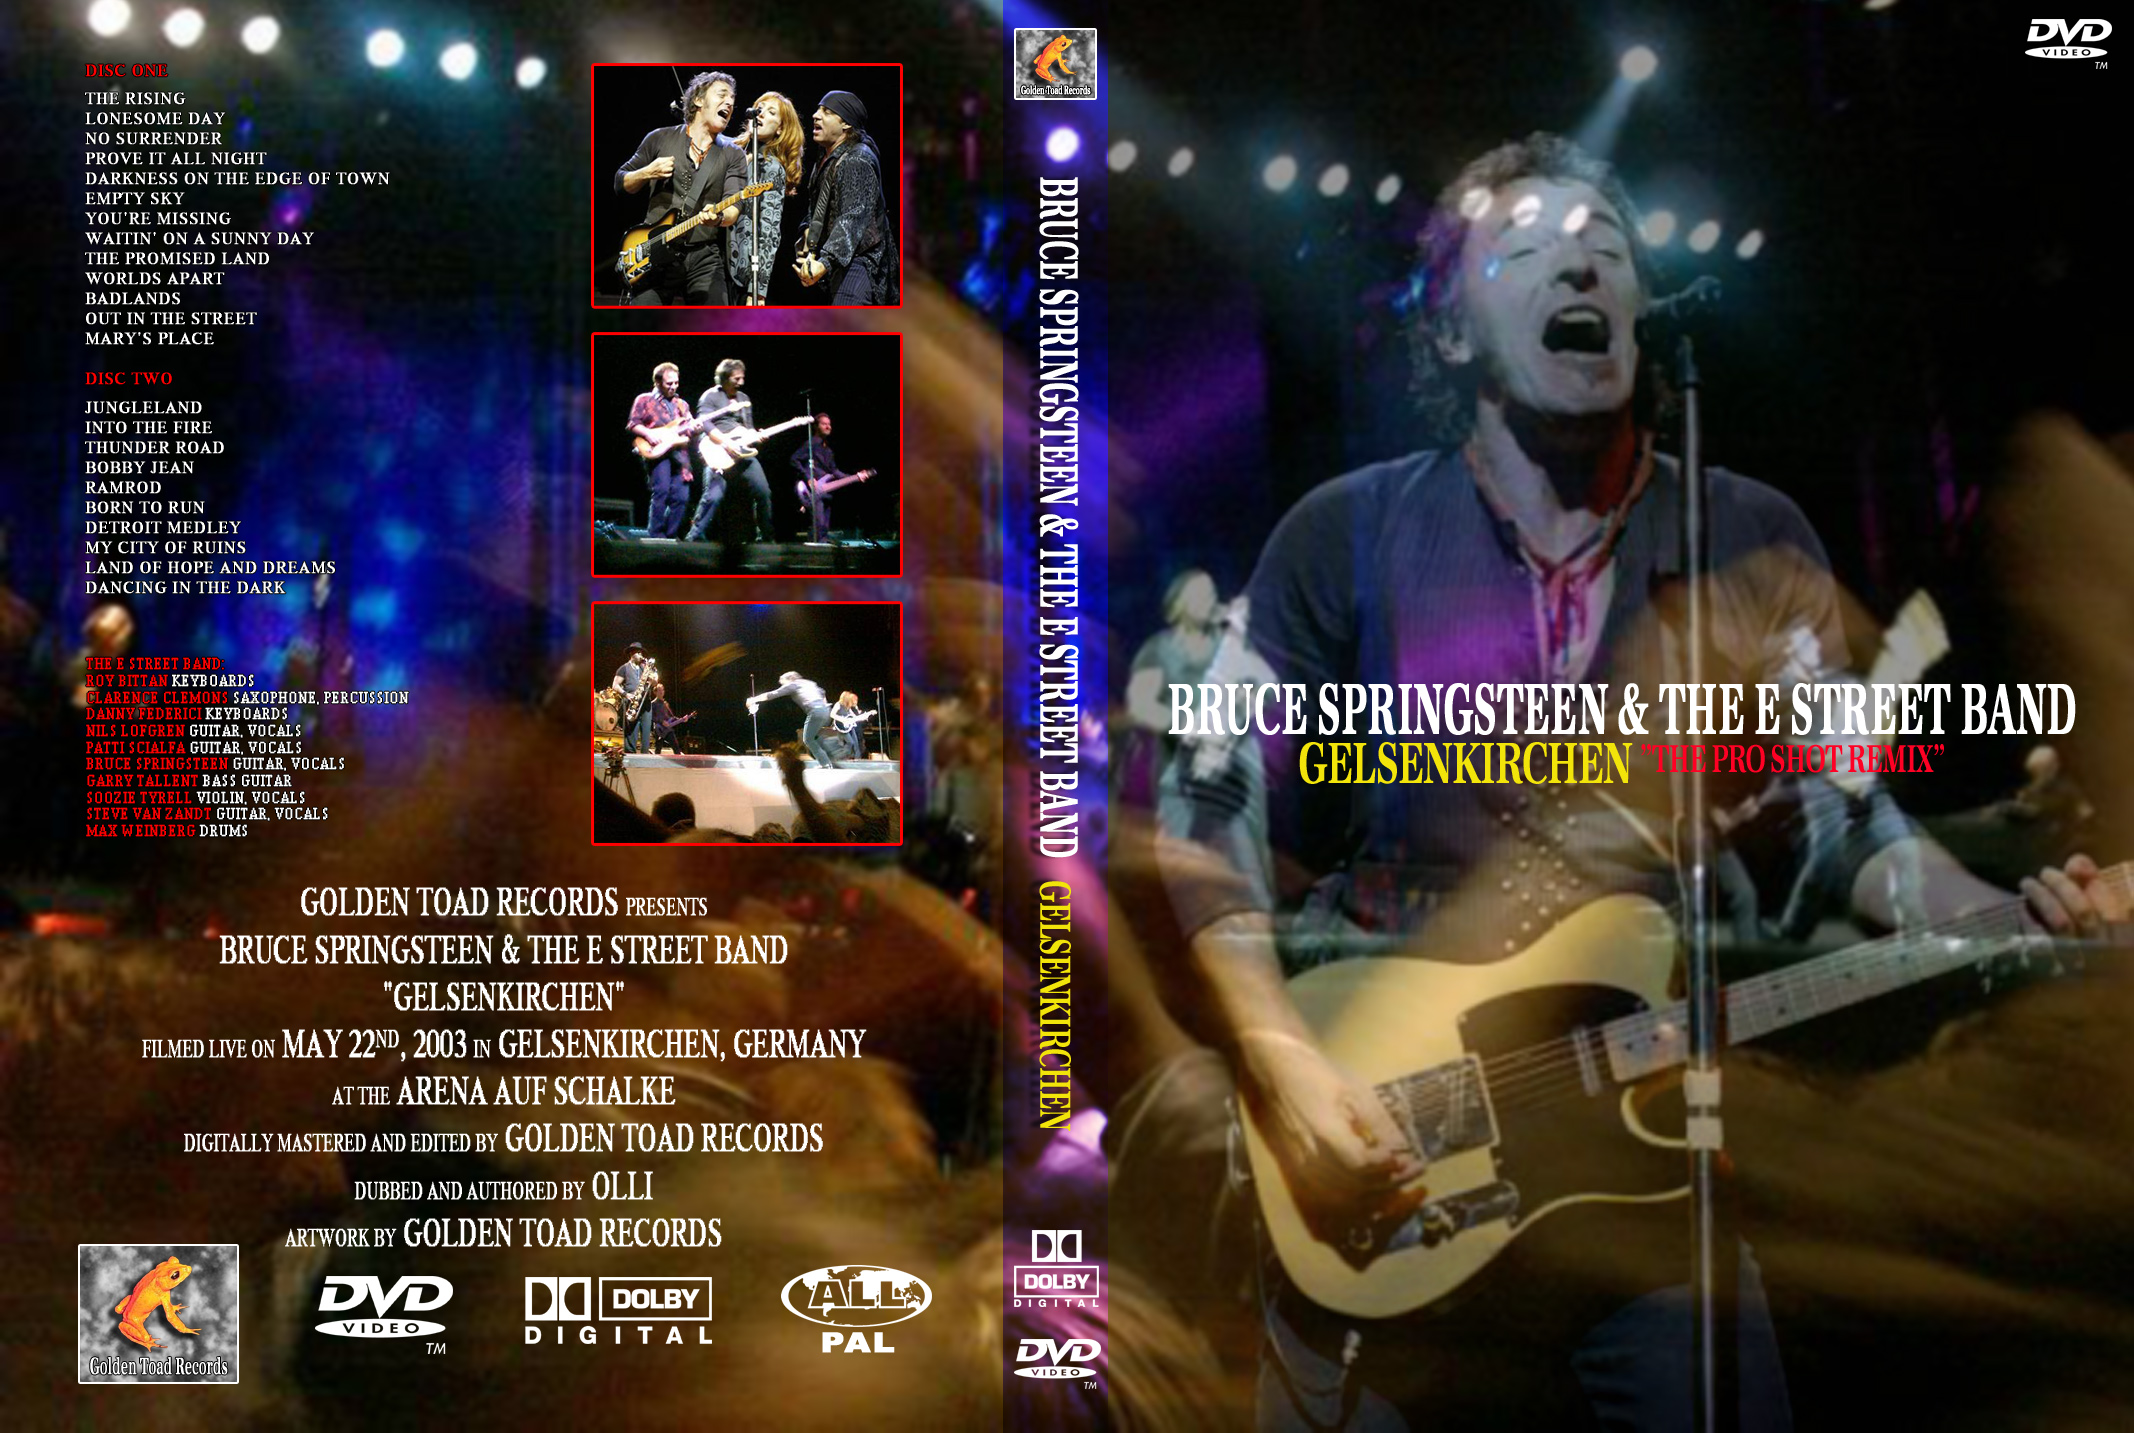 DISC ONE
THE RISING
LONESOME DAY
NO SURRENDER
PROVE IT ALL NIGHT
DARKNESS ON THE EDGE OF TOWN
EMPTY SKY
YOU'RE MISSING
WAITIN' ON A SUNNY DAY
THE PROMISED LAND
WORLDS APART
BADLANDS
OUT IN THE STREET
MARY'S PLACE
DISC TWO
JUNGLELAND
INTO THE FIRE
THUNDER ROAD
BOBBY JEAN
RAMROD
BORN TO RUN
DETROIT MEDLEY
MY CITY OF RUINS
LAND OF HOPE AND DREAMS
DANCING IN THE DARK
THE E STREET BAND:
ROY BITTAN KEYBOARDS
CLARENCE CLEMONS SAXOPHONE, PERCUSSION
DANNY FEDERICI KEYBOARDS
NILS LOFGREN GUITAR, VOCALS
PATTI SCIALFA GUITAR, VOCALS
BRUCE SPRINGSTEEN GUITAR, VOCALS
GARRY TALLENT BASS GUITAR
SOOZIE TYRELL VIOLIN, VOCALS
STEVE VAN ZANDT GUITAR, VOCALS
MAX WEINBERG DRUMS
GOLDEN TOAD RECORDS PRESENTS
BRUCE SPRINGSTEEN & THE E STREET BAND
"GELSENKIRCHEN"
FILMED LIVE ON MAY 22ND, 2003 IN GELSENKIRCHEN, GERMANY
AT THE ARENA AUF SCHALKE
DIGITALLY MASTERED AND EDITED BY GOLDEN TOAD RECORDS
DUBBED AND AUTHORED BY OLLI
ARTWORK BY GOLDEN TOAD RECORDS
Golden Toad Records
DVD
VIDEO
TM
DOLBY
DIGITAL
ALL
PAL
Golden Toad Records
BRUCE SPRINGSTEEN & THE E STREET BAND GELSENKIRCHEN
DOLBY
DIGITAL
DVD
VIDEO
TM
DVD
VIDEO
TM
BRUCE SPRINGSTEEN & THE E STREET BAND
GELSENKIRCHEN "THE PRO SHOT REMIX"